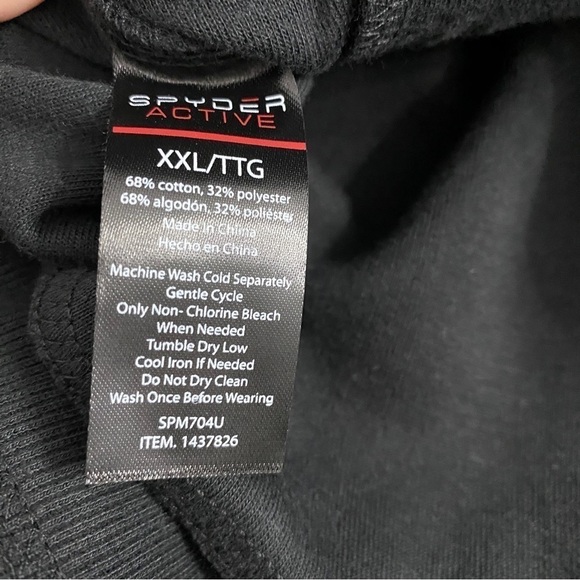 SPYDER
ACTIVE
XXL/TTG
68% cotton, 32% polyester
68% algodón, 32% poliéster
Made in China
Hecho en China
Machine Wash Cold Separately
Gentle Cycle
Only Non- Chlorine Bleach
When Needed
Tumble Dry Low
Cool Iron If Needed
Do Not Dry Clean
Wash Once Before Wearing
SPM704U
ITEM. 1437826